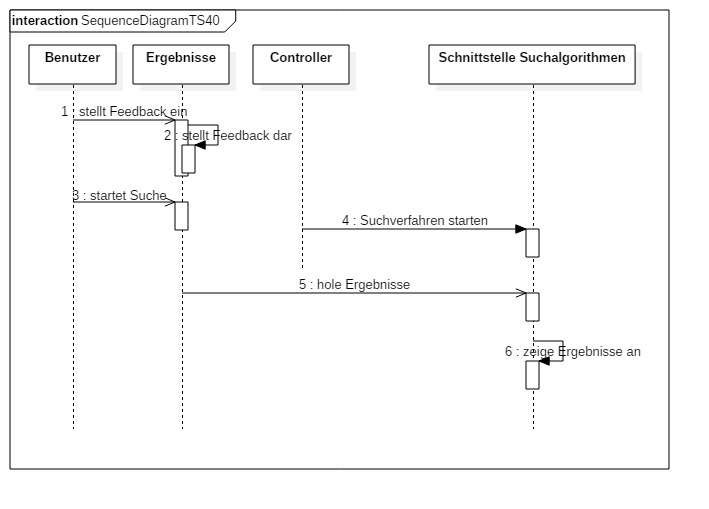 interaction SequenceDiagramTS40
Benutzer
Ergebnisse
Controller
Schnittstelle Suchalgorithmen
1 : stellt Feedback ein
2 : stellt Feedback dar
3 : startet Suche
4 : Suchverfahren starten
5 : hole Ergebnisse
6 : zeige Ergebnisse an